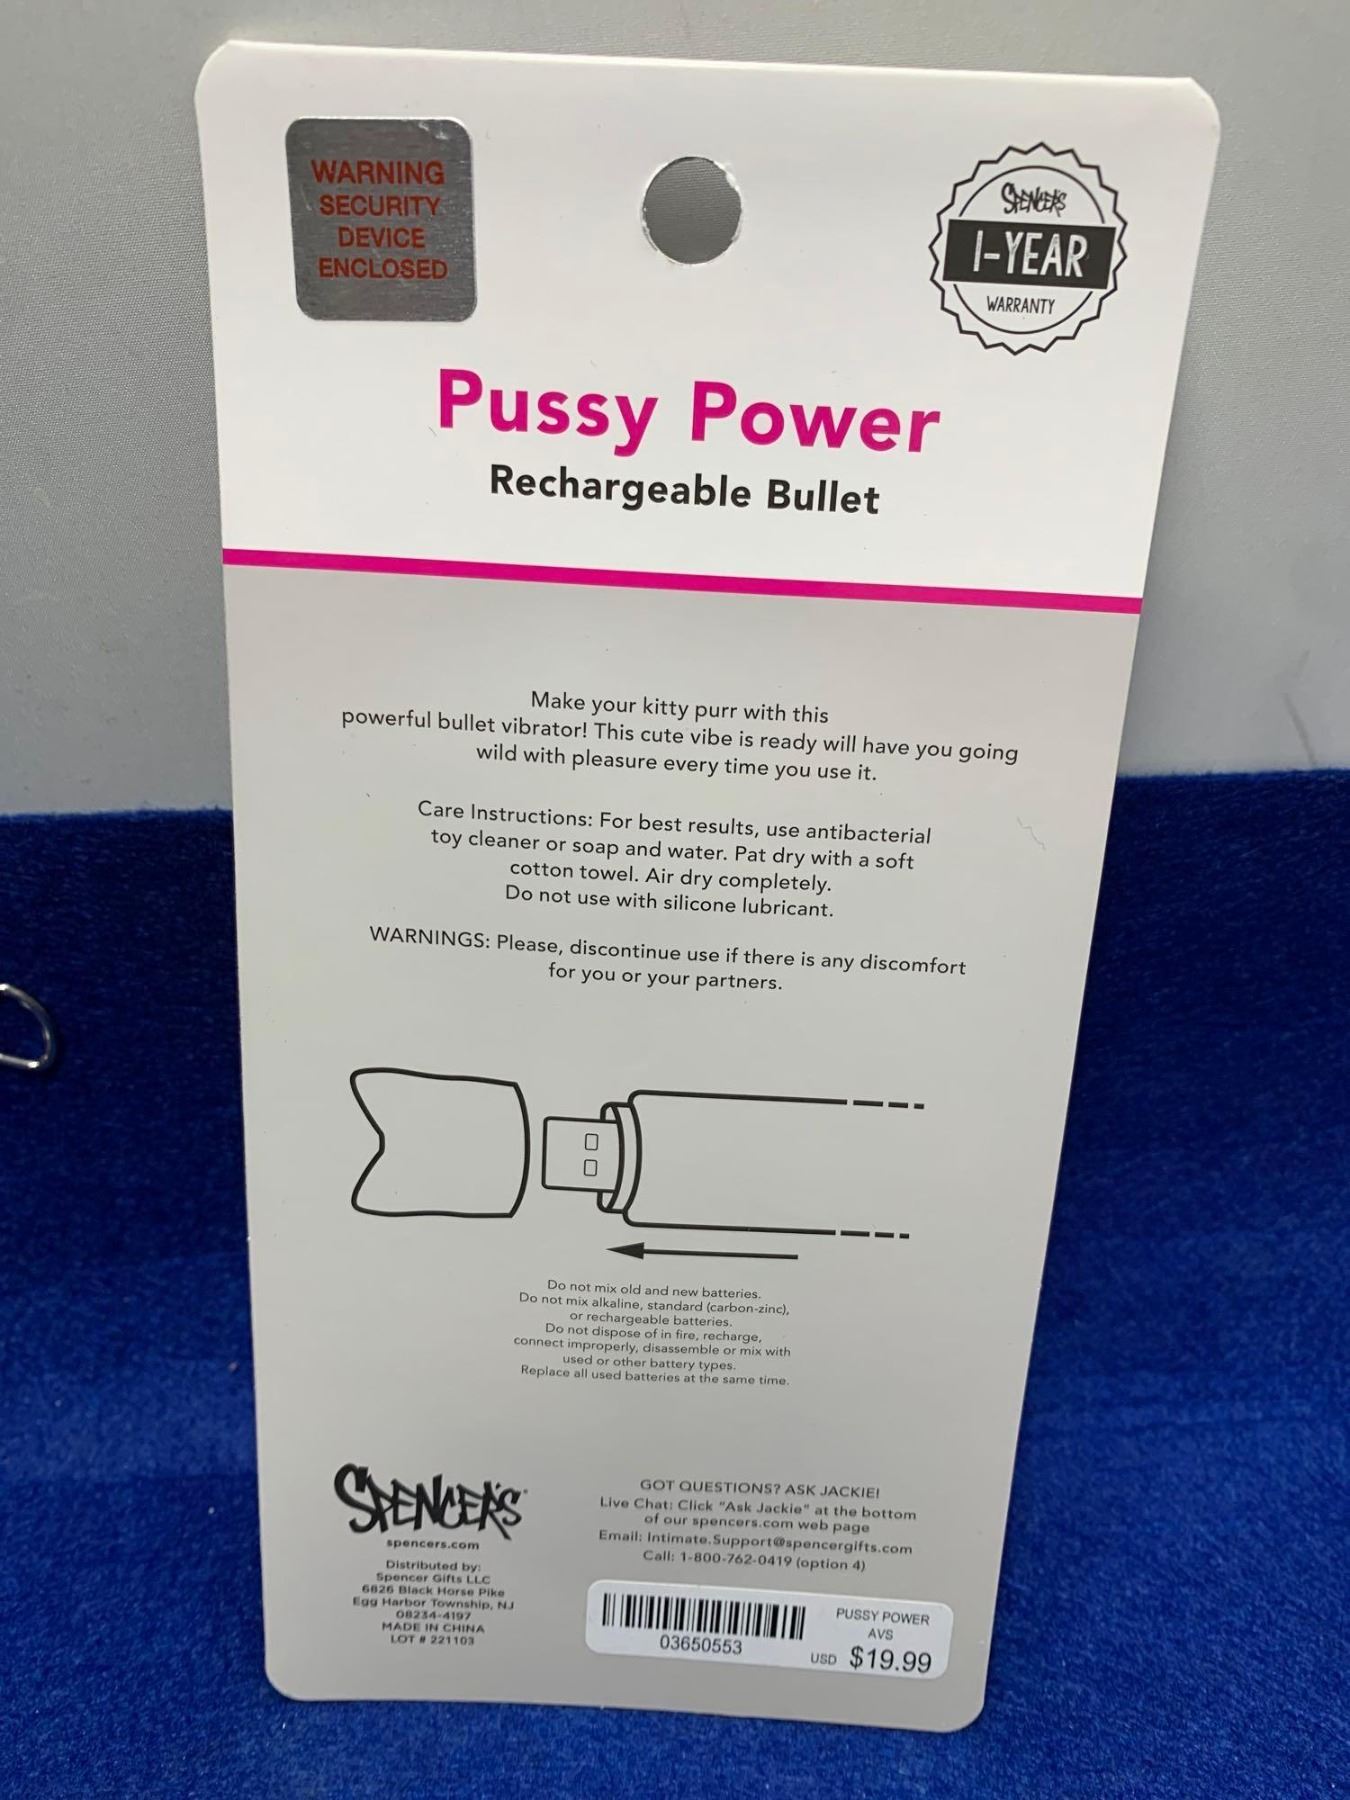 WARNING
SECURITY
DEVICE
ENCLOSED
SPENCER'S
1-YEAR
WARRANTY
Pussy Power
Rechargeable Bullet
Make your kitty purr with this
powerful bullet vibrator! This cute vibe is ready will have you going
wild with pleasure every time you use it.
Care Instructions: For best results, use antibacterial
toy cleaner or soap and water. Pat dry with a soft
cotton towel. Air dry completely.
Do not use with silicone lubricant.
WARNINGS: Please, discontinue use if there is any discomfort
for you or your partners.
Do not mix old and new batteries.
Do not mix alkaline, standard (carbon-zinc),
or rechargeable batteries.
Do not dispose of in fire, recharge,
connect improperly, disassemble or mix with
used or other battery types.
Replace all used batteries at the same time.
SPENCER'S
spencers.com
Distributed by:
Spencer Gifts LLC
6826 Black Horse Pike
Egg Harbor Township, NJ
08234-4197
MADE IN CHINA
LOT # 221103
GOT QUESTIONS? ASK JACKIE!
Live Chat: Click "Ask Jackie" at the bottom
of our spencers.com web page
Email: Intimate.Support@spencergifts.com
Call: 1-800-762-0419 (option 4)
03650553
PUSSY POWER
AVS
USD $19.99